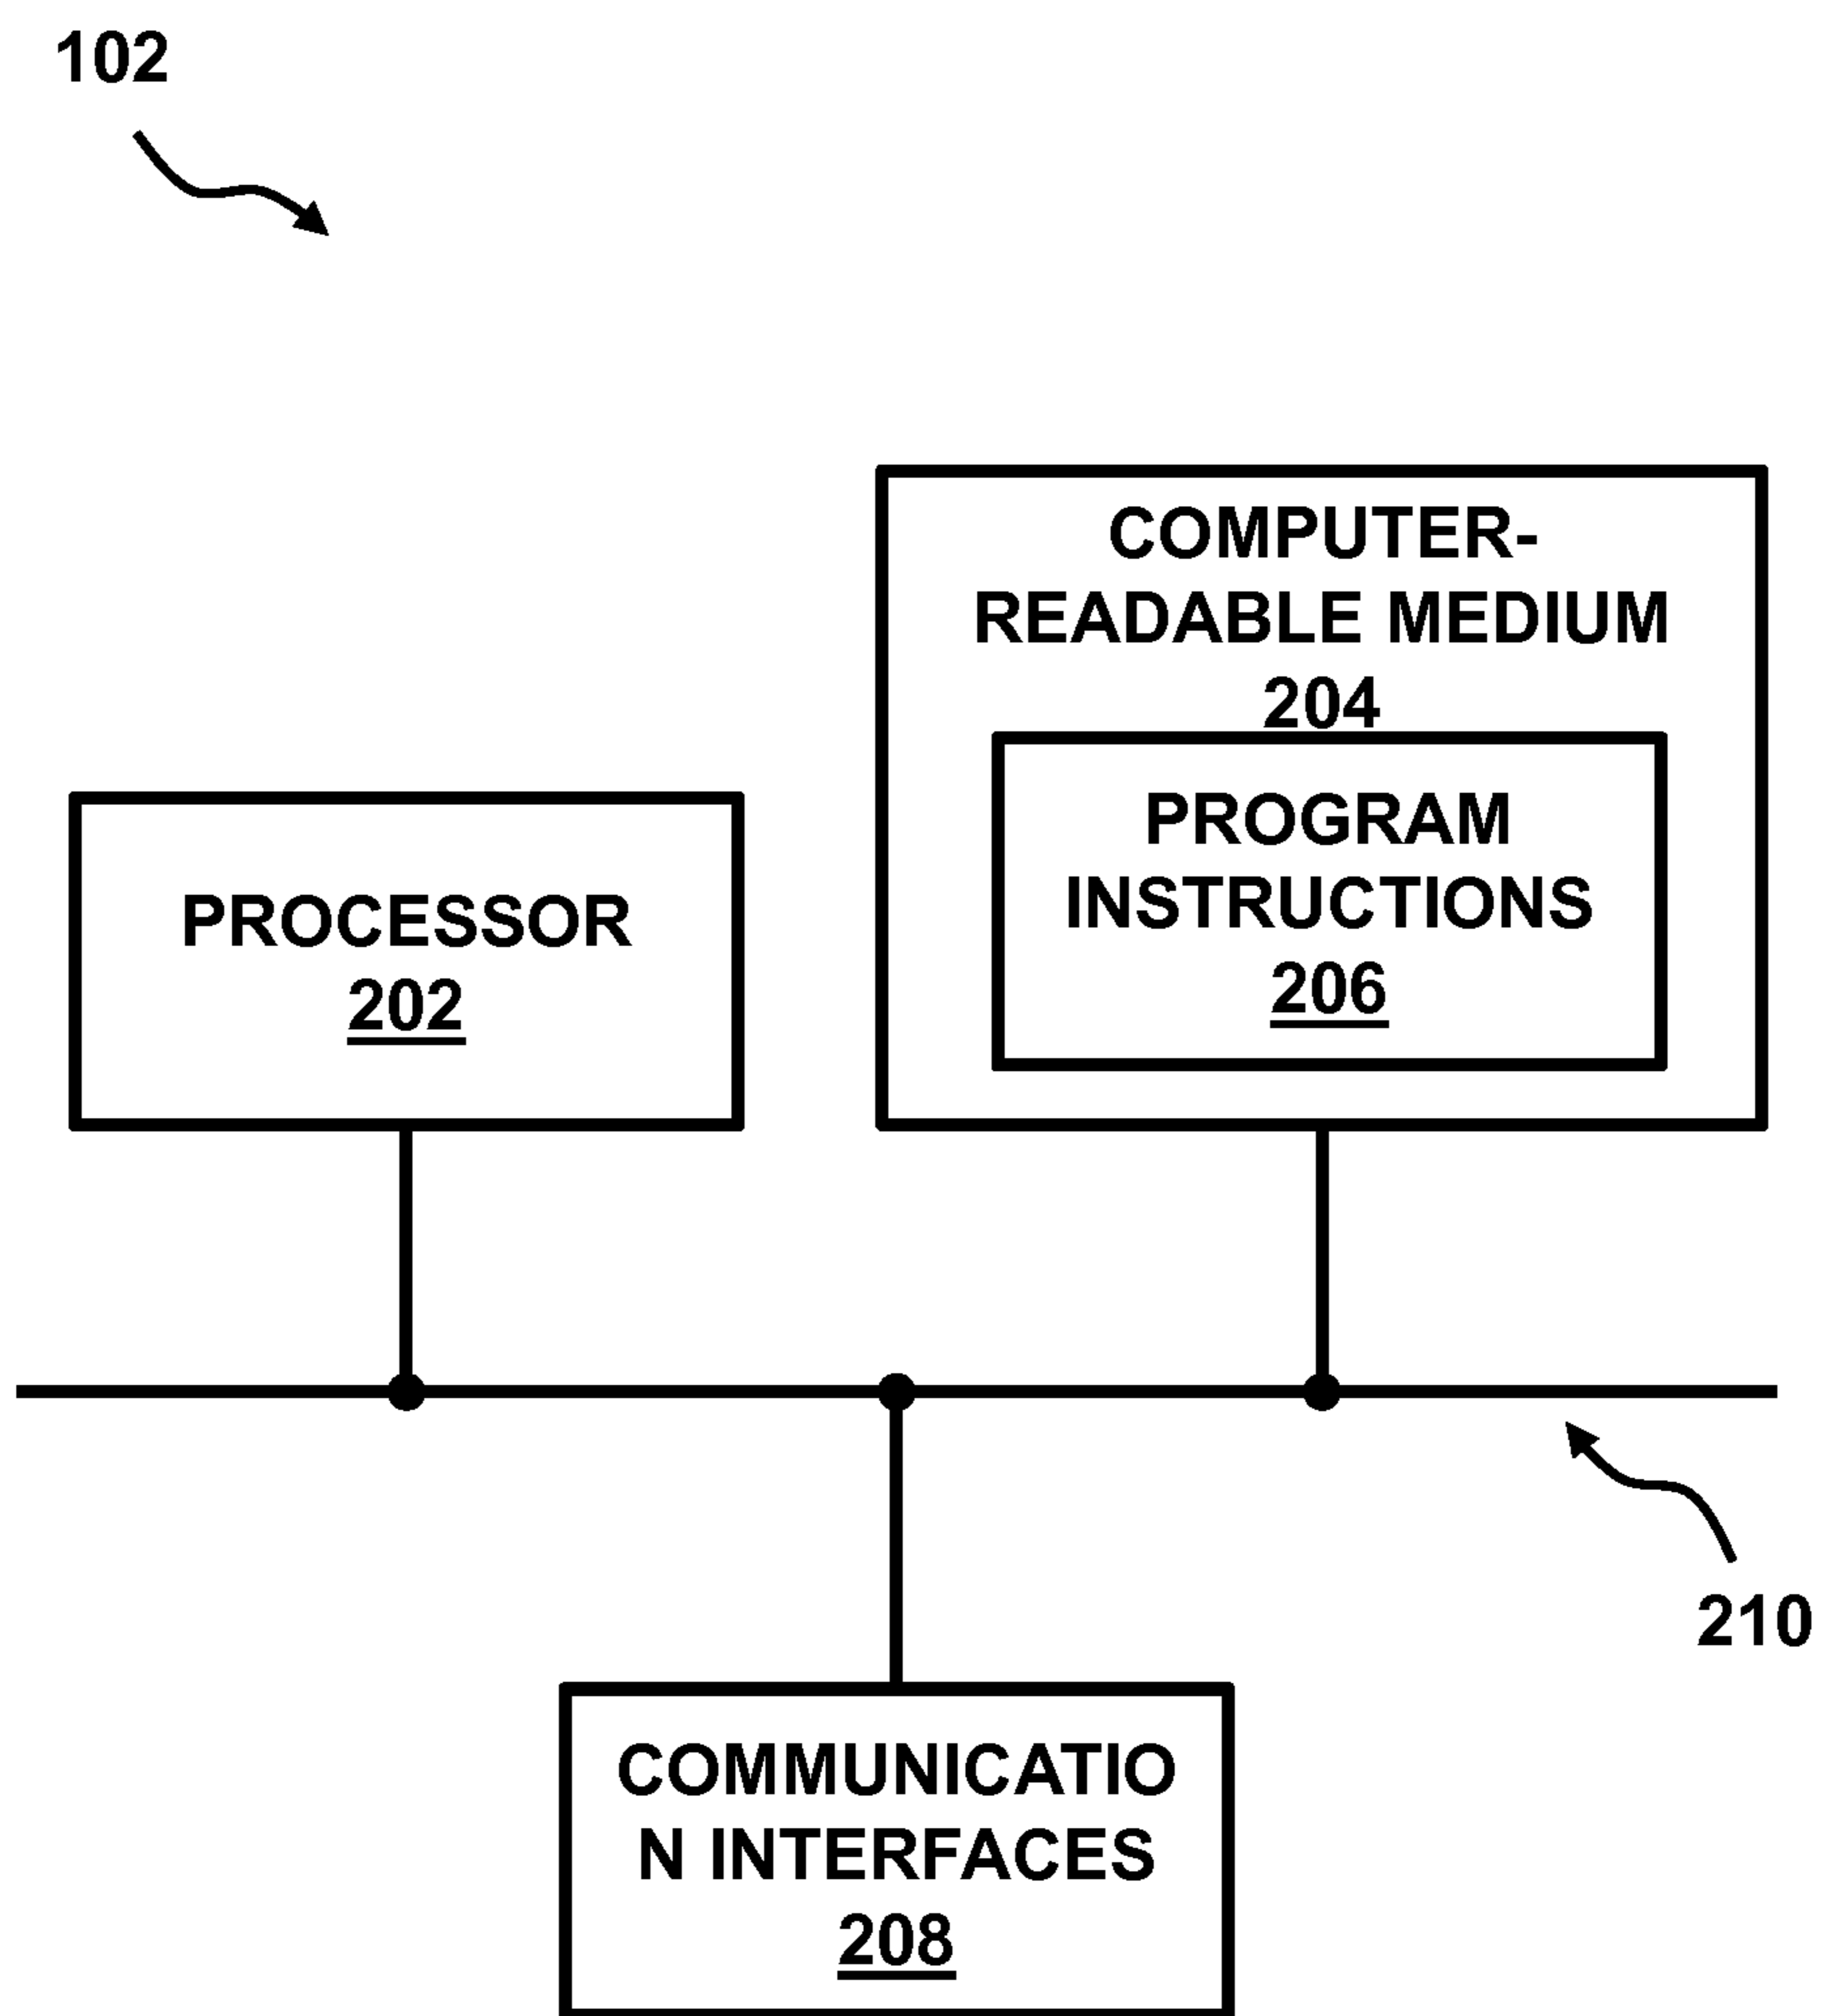 102
COMPUTER-
READABLE MEDIUM
204
PROGRAM
INSTRUCTIONS
206
PROCESSOR
202
210
COMMUNICATIO
N INTERFACES
208